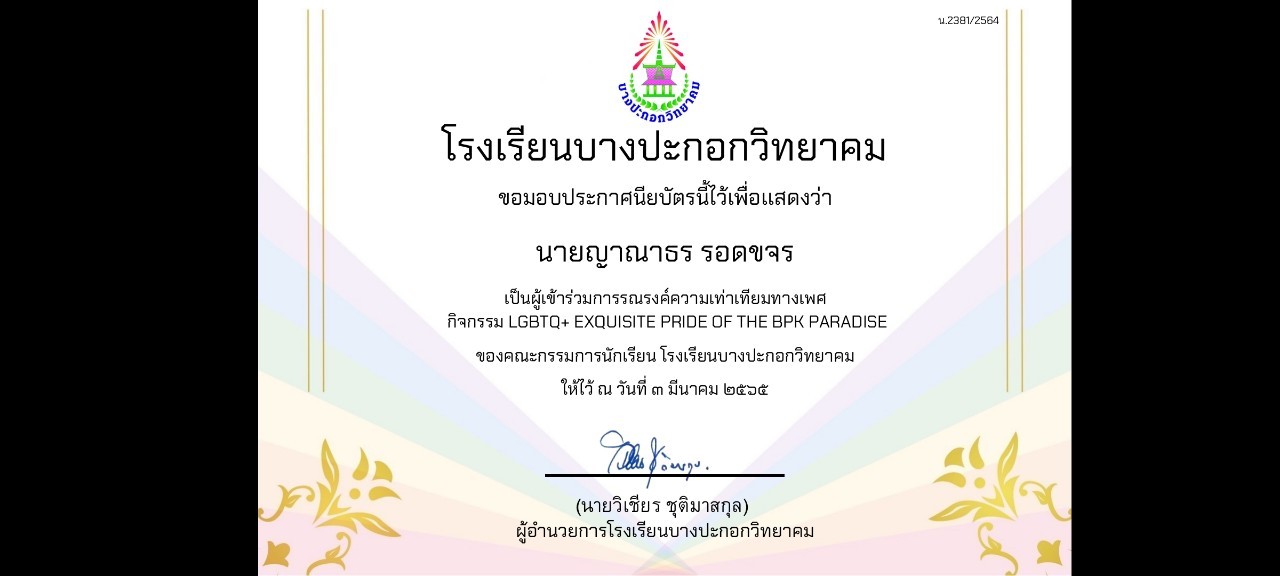 น.2381/2564
บางปะกอกวิทยาคม
โรงเรียนบางปะกอกวิทยาคม
ขอมอบประกาศนียบัตรนี้ไว้เพื่อแสดงว่า
นายญาณาธร รอดขจร
เป็นผู้เข้าร่วมการรณรงค์ความเท่าเทียมทางเพศ
กิจกรรม LGBTQ+ EXQUISITE PRIDE OF THE BPK PARADISE
ของคณะกรรมการนักเรียน โรงเรียนบางปะกอกวิทยาคม
ให้ไว้ ณ วันที่ ๓ มีนาคม ๒๕๖๕
(นายวิเชียร ชุติมาสกุล)
ผู้อำนวยการโรงเรียนบางปะกอกวิทยาคม